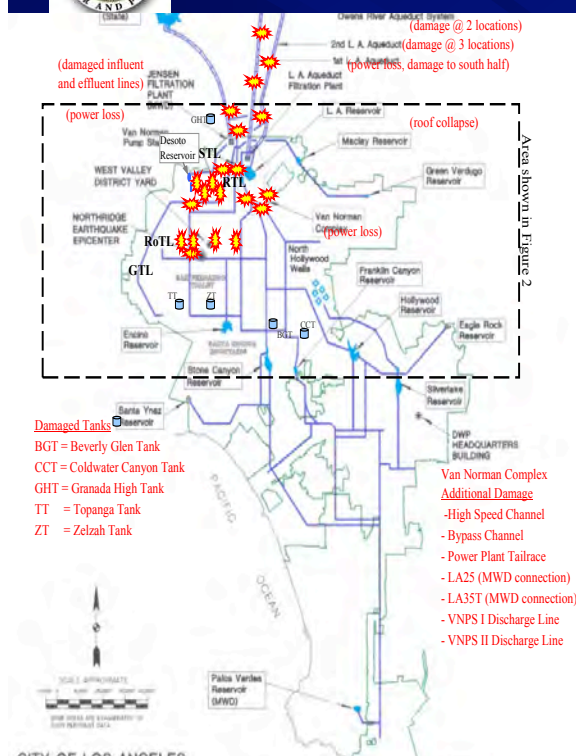 (State)
Owens River Aqueduct System
(damage @ 2 locations)
2nd L. A. Aqueduct (damage @ 3 locations)
1st L. A. Aqueduct
(power loss, damage to south half)
(damaged influent
and effluent lines)
JENSEN
FILTRATION
PLANT
(MWD)
L. A. Aqueduct
Filtration Plant
(power loss)
GHT
L. A. Reservoir
(roof collapse)
Van Norman
Pump
Desoto
Reservoir
STL
Maclay Reservoir
Area shown in Figure 2
WEST VALLEY
DISTRICT YARD
RTL
Green Verdugo
Reservoir
NORTHRIDGE
EARTHQUAKE
EPICENTER
Van Norman
Complex
(power loss)
RoTL
North
Hollywood
Wells
GTL
Franklin Canyon
Reservoir
TT
ZT
Hollywood
Reservoir
BGT
CCT
Eagle Rock
Reservoir
Encino
Reservoir
Stone Canyon
Reservoir
Silverlake
Reservoir
Santa Ynez
Reservoir
DWP
HEADQUARTERS
BUILDING
Damaged Tanks
BGT = Beverly Glen Tank
CCT = Coldwater Canyon Tank
GHT = Granada High Tank
TT = Topanga Tank
ZT = Zelzah Tank
Van Norman Complex
Additional Damage
-High Speed Channel
- Bypass Channel
- Power Plant Tailrace
- LA25 (MWD connection)
- LA35T (MWD connection)
- VNPS I Discharge Line
- VNPS II Discharge Line
PACIFIC
OCEAN
SCALE APPROXIMATE
Palos Verdes
Reservoir
(MWD)
CITY OF LOS ANGELES